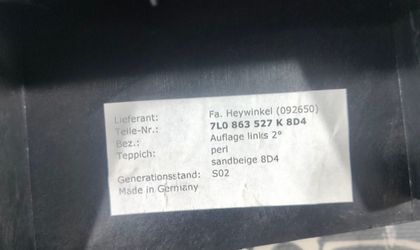 Lieferant: Fa. Heywinkel (092650)
Teile-Nr.: 7L0 863 527 K 8D4
Bez.: Auflage links 2°
Teppich: perl
sandbeige 8D4
Generationsstand: S02
Made in Germany